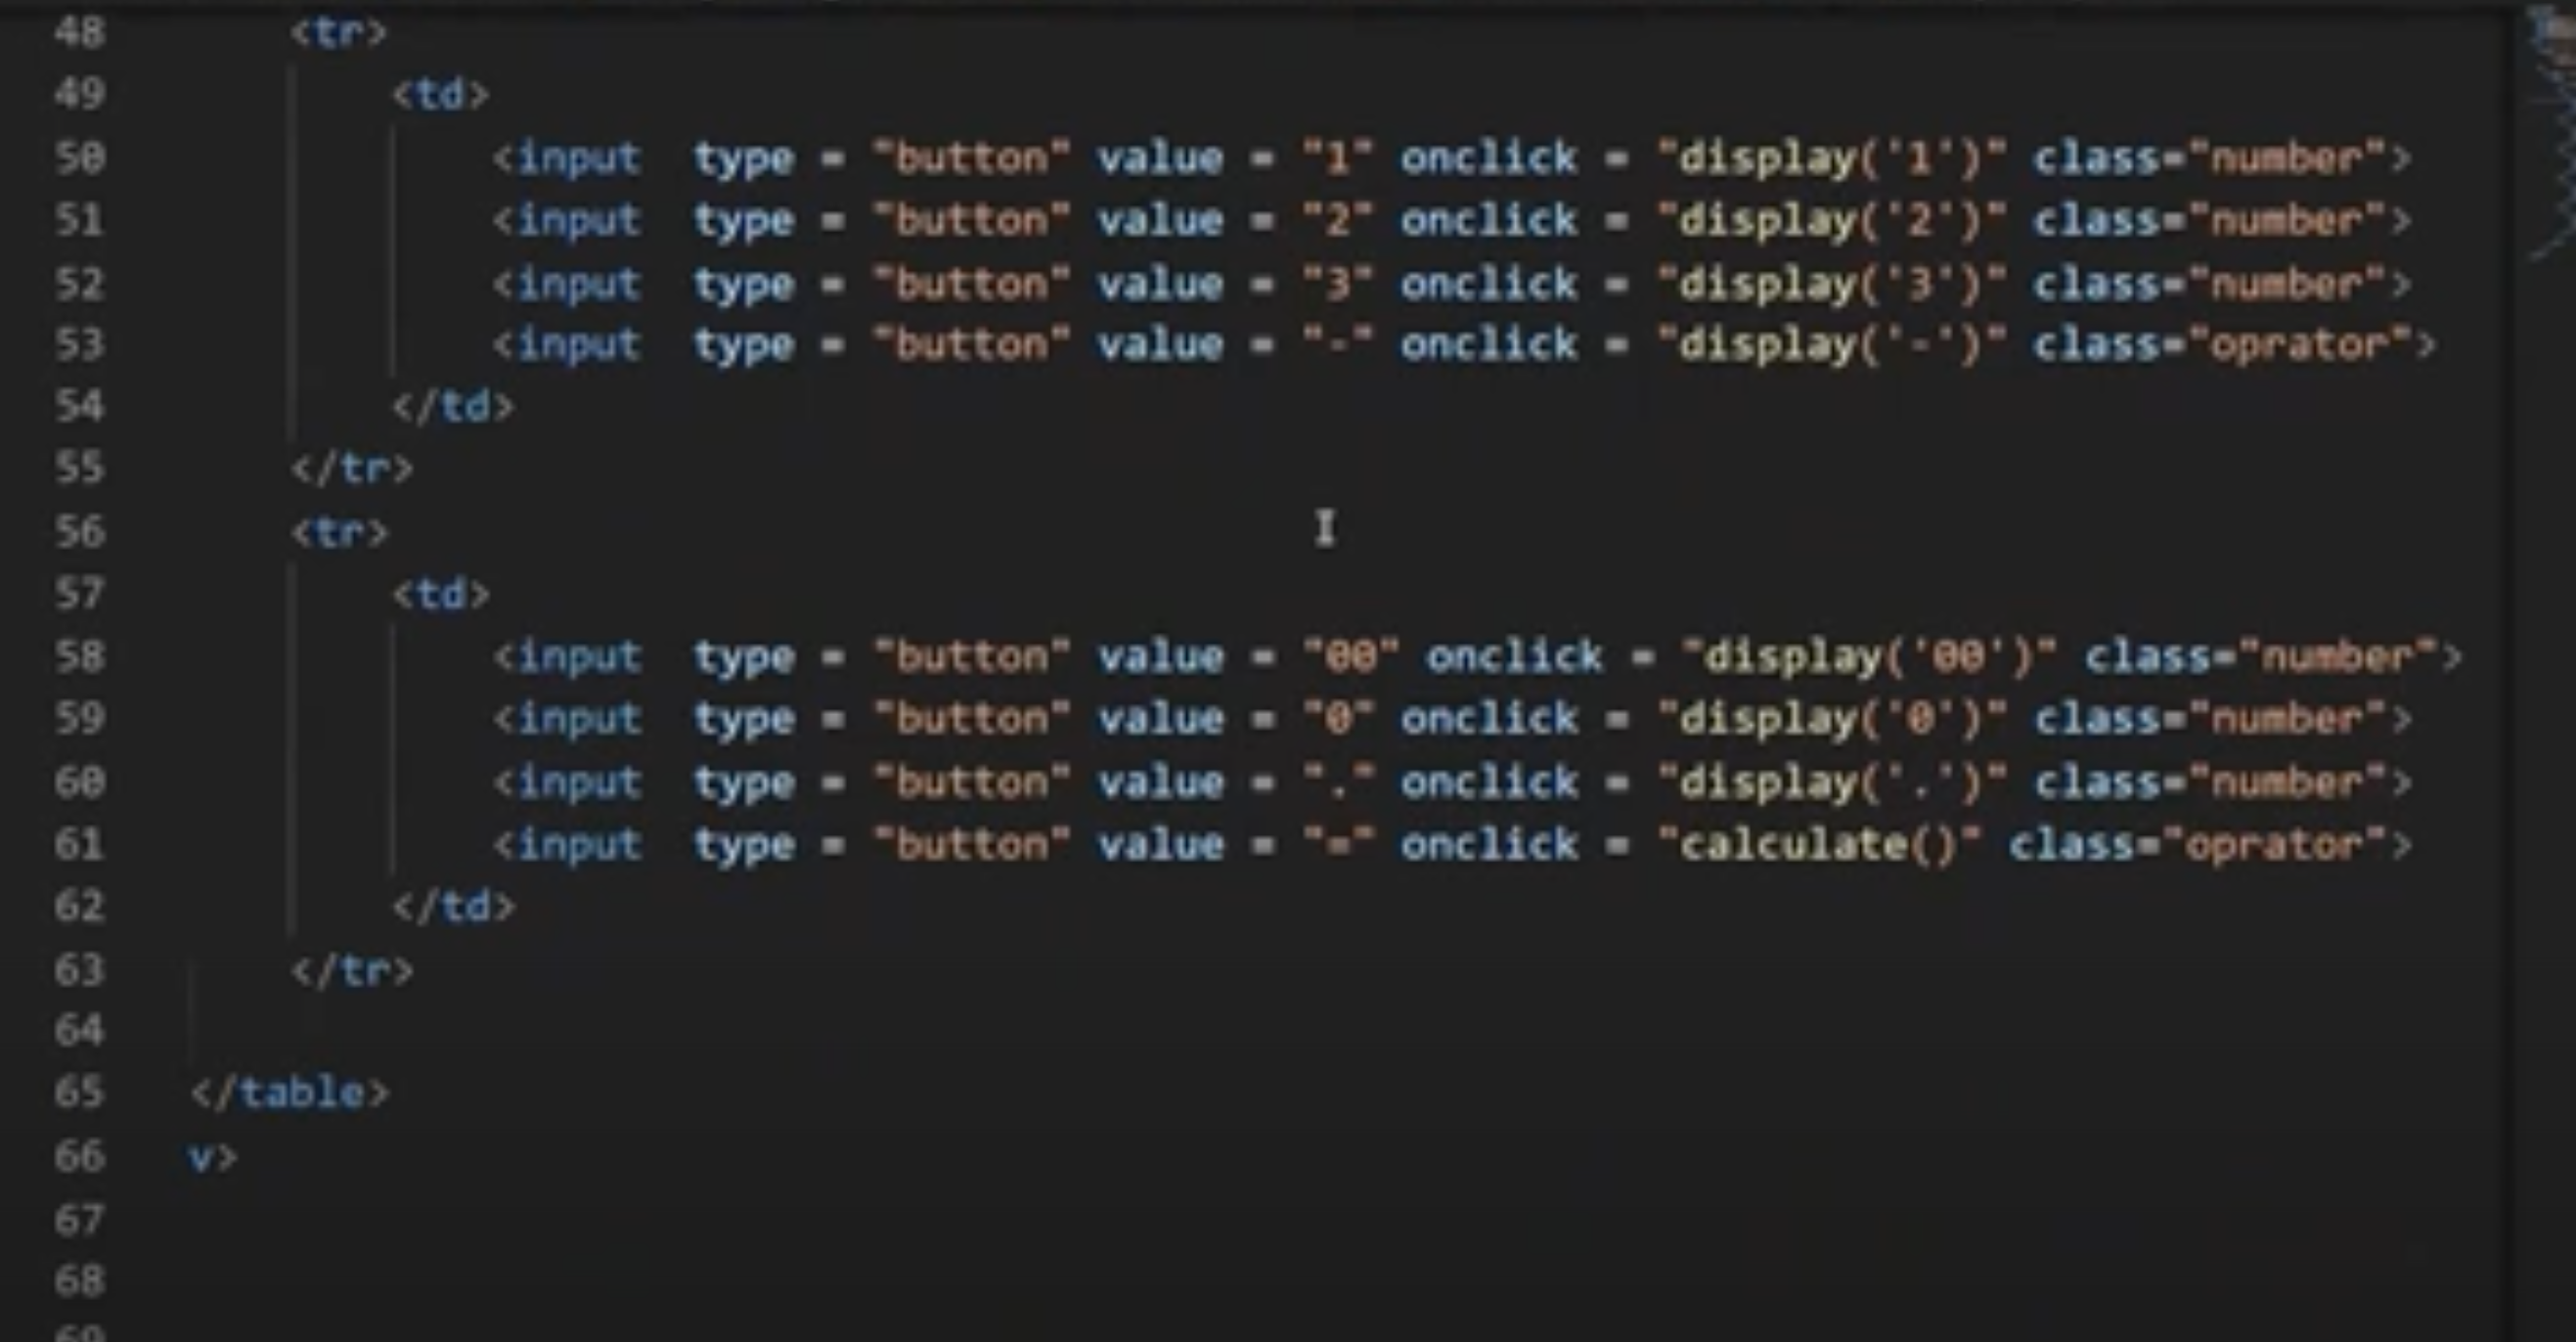 48 <tr>
49 <td>
50 <input  type = "button" value = "1" onclick = "display('1')" class="number">
51 <input  type = "button" value = "2" onclick = "display('2')" class="number">
52 <input  type = "button" value = "3" onclick = "display('3')" class="number">
53 <input  type = "button" value = "-" onclick = "display('-')" class="oprator">
54 </td>
55 </tr>
56 <tr>
57 <td>
58 <input  type = "button" value = "00" onclick = "display('00')" class="number">
59 <input  type = "button" value = "0" onclick = "display('0')" class="number">
60 <input  type = "button" value = "." onclick = "display('.')" class="number">
61 <input  type = "button" value = "=" onclick = "calculate()" class="oprator">
62 </td>
63 </tr>
64
65 </table>
66 v>
67
68
69